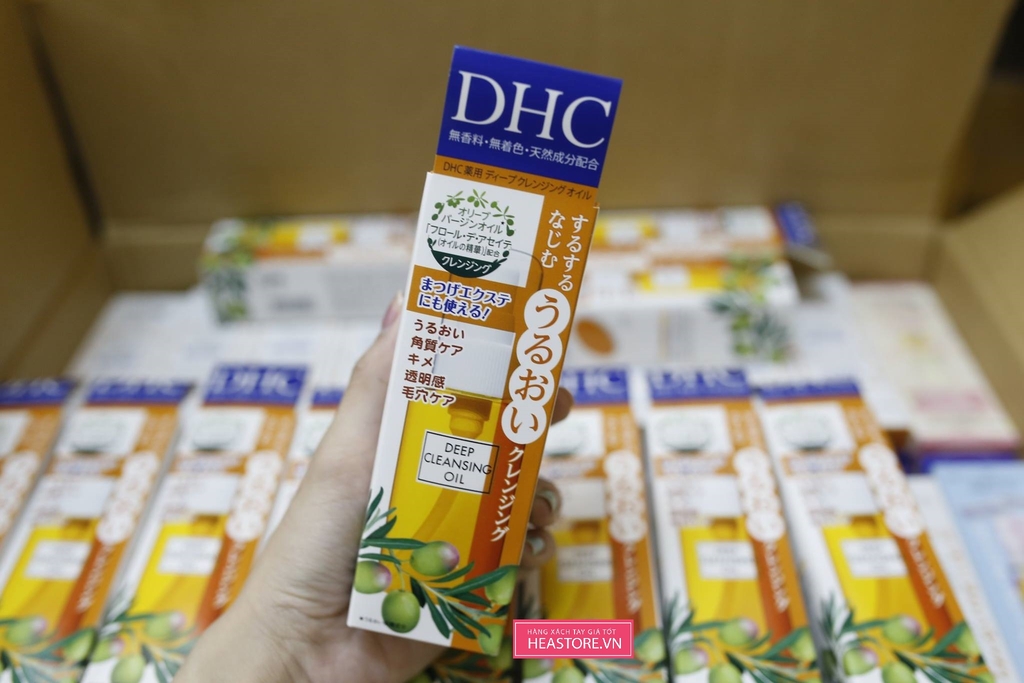 DHC
無香料・無着色・天然成分配合
DHC薬用 ディープクレンジングオイル
オリーブ
バージンオイル
「フロール・デ・アセイテ
(オイルの精華)」配合
クレンジング
するする
なじむ
うるおい
クレンジング
まつげエクステ
にも使える!
うるおい
角質ケア
キメ
透明感
毛穴ケア
DEEP
CLEANSING
OIL
HÀNG XÁCH TAY GIÁ TỐT
HEASTORE.VN
DHC
DHC
DHC
DHC